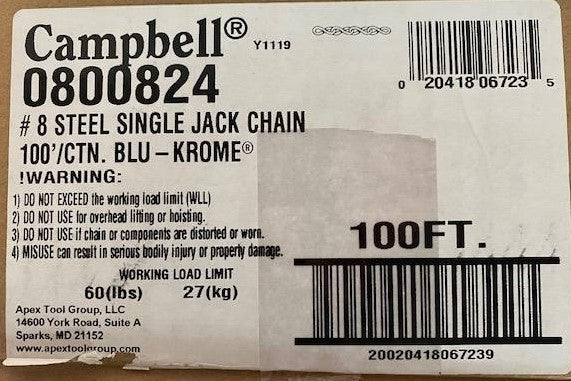 Campbell® Y1119
0800824
0 20418 06723 5
# 8 STEEL SINGLE JACK CHAIN
100'/CTN. BLU – KROME®
!WARNING:
1) DO NOT EXCEED the working load limit (WLL)
2) DO NOT USE for overhead lifting or hoisting.
3) DO NOT USE if chain or components are distorted or worn.
4) MISUSE can result in serious bodily injury or property damage.
100FT.
WORKING LOAD LIMIT
60(lbs) 27(kg)
Apex Tool Group, LLC
14600 York Road, Suite A
Sparks, MD 21152
www.apextoolgroup.com
20020418067239